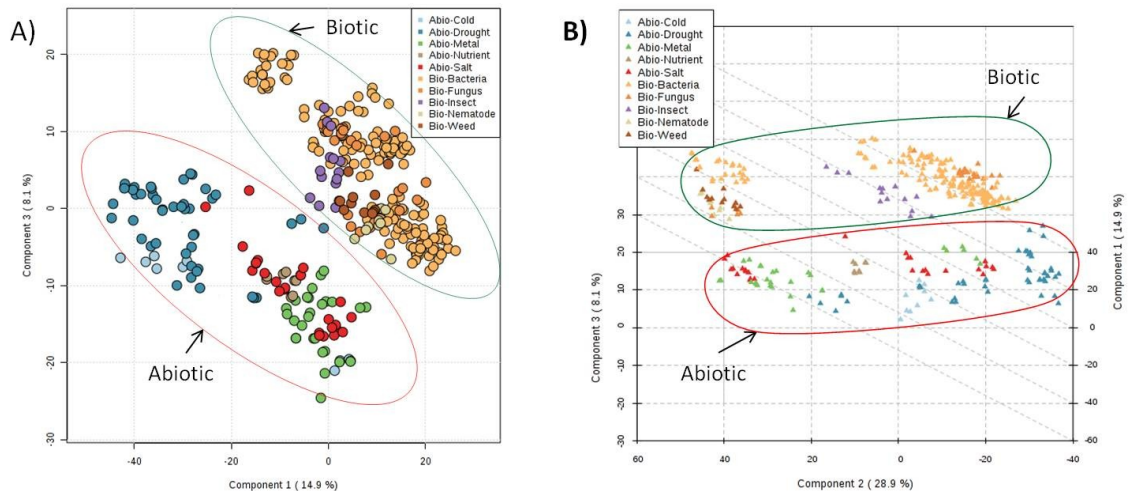 A)
Biotic
Abio-Cold
Abio-Drought
Abio-Metal
Abio-Nutrient
Abio-Salt
Bio-Bacteria
Bio-Fungus
Bio-Insect
Bio-Nematode
Bio-Weed
20
10
0
-10
-20
-30
Component 3 ( 8.1 %)
Abiotic
-40
-20
0
20
Component 1 ( 14.9 %)
B)
Abio-Cold
Abio-Drought
Abio-Metal
Abio-Nutrient
Abio-Salt
Bio-Bacteria
Bio-Fungus
Bio-Insect
Bio-Nematode
Bio-Weed
Biotic
30
20
10
0
-10
-20
-30
Component 3 ( 8.1 %)
Abiotic
40
20
0
-20
-40
-60
Component 1 ( 14.9 %)
60
40
20
0
-20
-40
Component 2 ( 28.9 %)